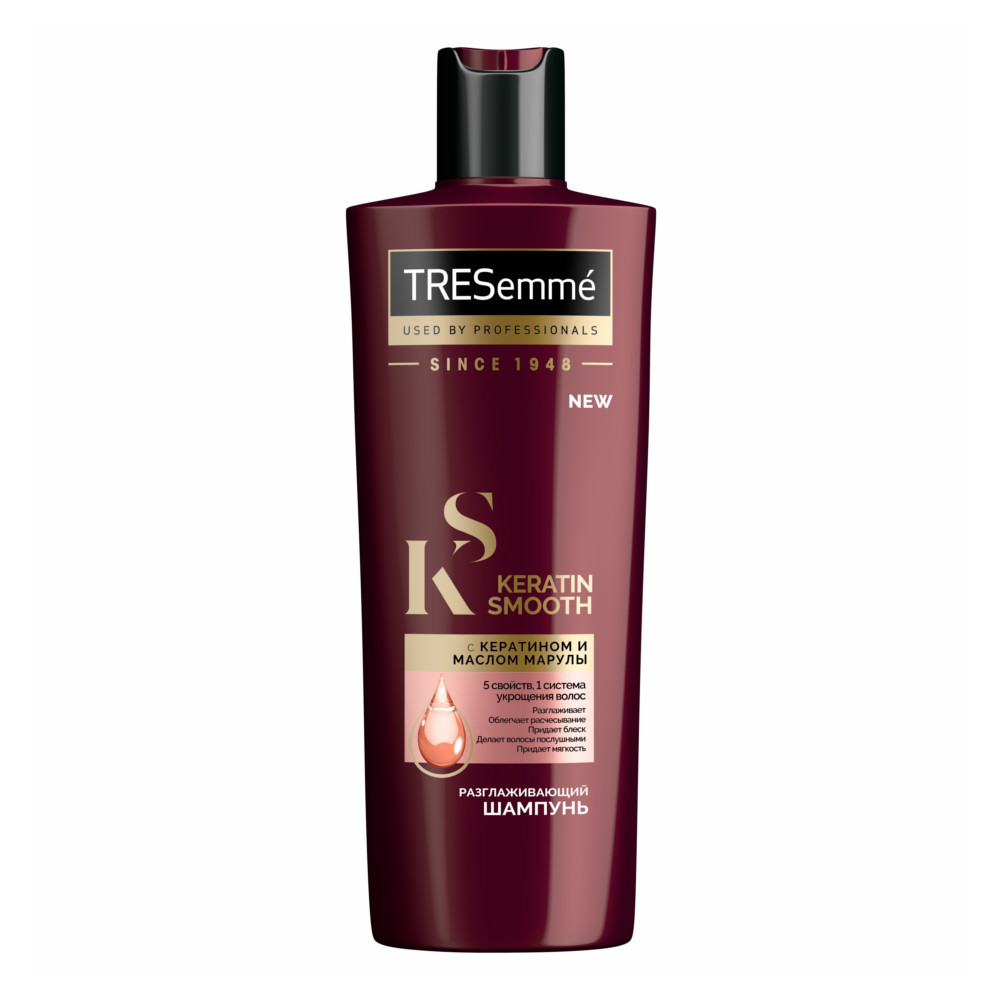 TRESemmé
USED BY PROFESSIONALS
SINCE 1948
NEW
KS
KERATIN
SMOOTH
С КЕРАТИНОМ И
МАСЛОМ МАРУЛЫ
5 свойств, 1 система
укрощения волос
Разглаживает
Облегчает расчесывание
Придает блеск
Делает волосы послушными
Придает мягкость
РАЗГЛАЖИВАЮЩИЙ
ШАМПУНЬ